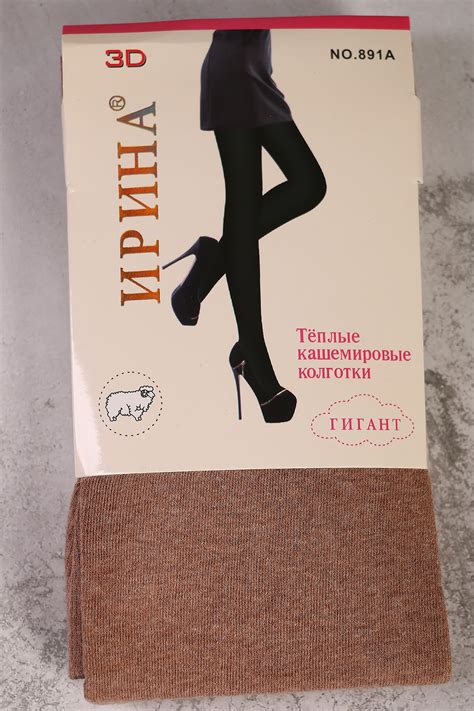 3D
NO.891A
ИРИНА®
Тёплые
кашемировые
колготки
ГИГАНТ